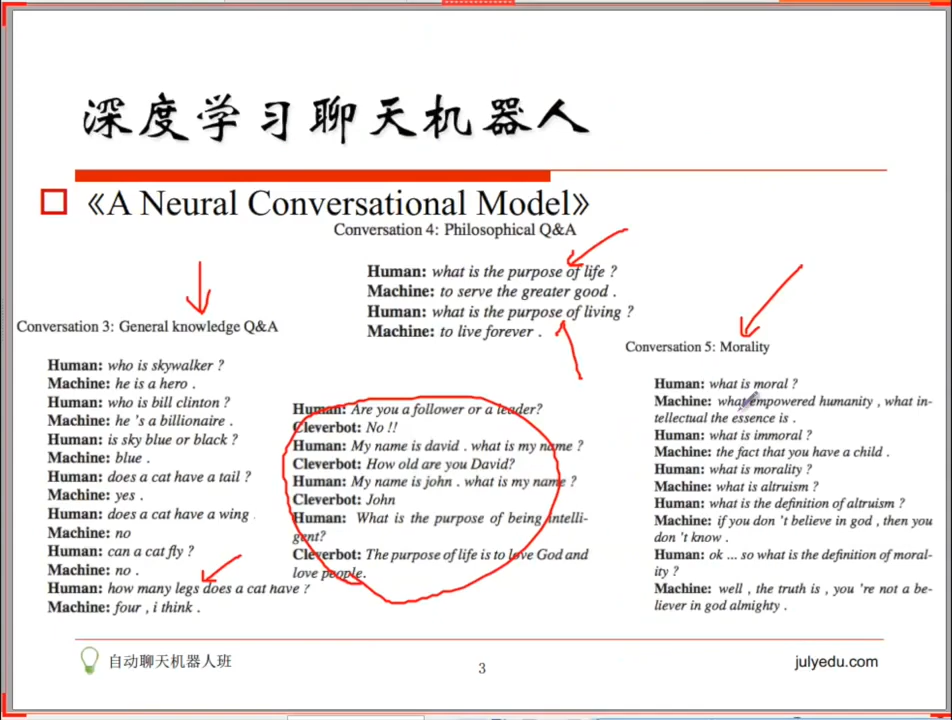 深度学习聊天机器人
《A Neural Conversational Model》
Conversation 4: Philosophical Q&A
Human: what is the purpose of life ?
Machine: to serve the greater good .
Human: what is the purpose of living ?
Machine: to live forever .
Conversation 3: General knowledge Q&A
Human: who is skywalker ?
Machine: he is a hero .
Human: who is bill clinton ?
Machine: he 's a billionaire .
Human: is sky blue or black ?
Machine: blue .
Human: does a cat have a tail ?
Machine: yes .
Human: does a cat have a wing .
Machine: no
Human: can a cat fly ?
Machine: no .
Human: how many legs does a cat have ?
Machine: four , i think .
Human: Are you a follower or a leader?
Cleverbot: No !!
Human: My name is david . what is my name ?
Cleverbot: How old are you David?
Human: My name is john . what is my name ?
Cleverbot: John
Human: What is the purpose of being intelli-
gent?
Cleverbot: The purpose of life is to love God and
love people.
Conversation 5: Morality
Human: what is moral ?
Machine: what empowered humanity , what in-
tellectual the essence is .
Human: what is immoral ?
Machine: the fact that you have a child .
Human: what is morality ?
Machine: what is altruism ?
Human: what is the definition of altruism ?
Machine: if you don 't believe in god , then you
don 't know .
Human: ok ... so what is the definition of moral-
ity ?
Machine: well , the truth is , you 're not a be-
liever in god almighty .
自动聊天机器人班
3
julyedu.com